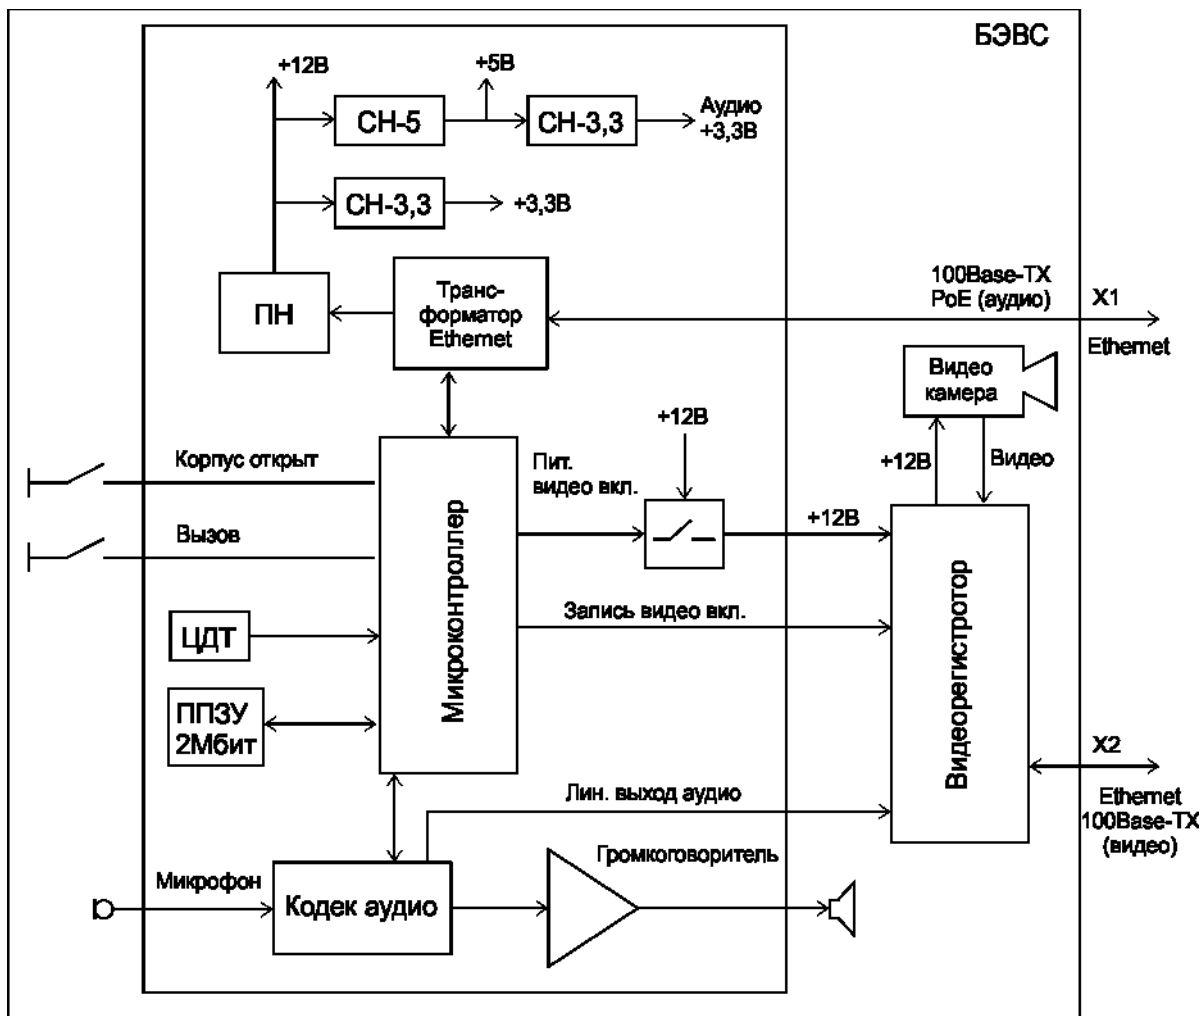 БЭВС
+12В
+5В
СН-5
СН-3,3
Аудио
+3,3В
СН-3,3
+3,3В
ПН
Транс-
форматор
Ethernet
100Base-TX
PoE (аудио)
X1
Ethernet
Видео
камера
+12В
Видео
Корпус открыт
Вызов
Микроконтроллер
Пит.
видео вкл.
+12В
+12В
Запись видео вкл.
Видеорегистротор
ЦДТ
ППЗУ
2Мбит
X2
Ethernet
100Base-TX
(видео)
Лин. выход аудио
Громкоговоритель
Микрофон
Кодек аудио